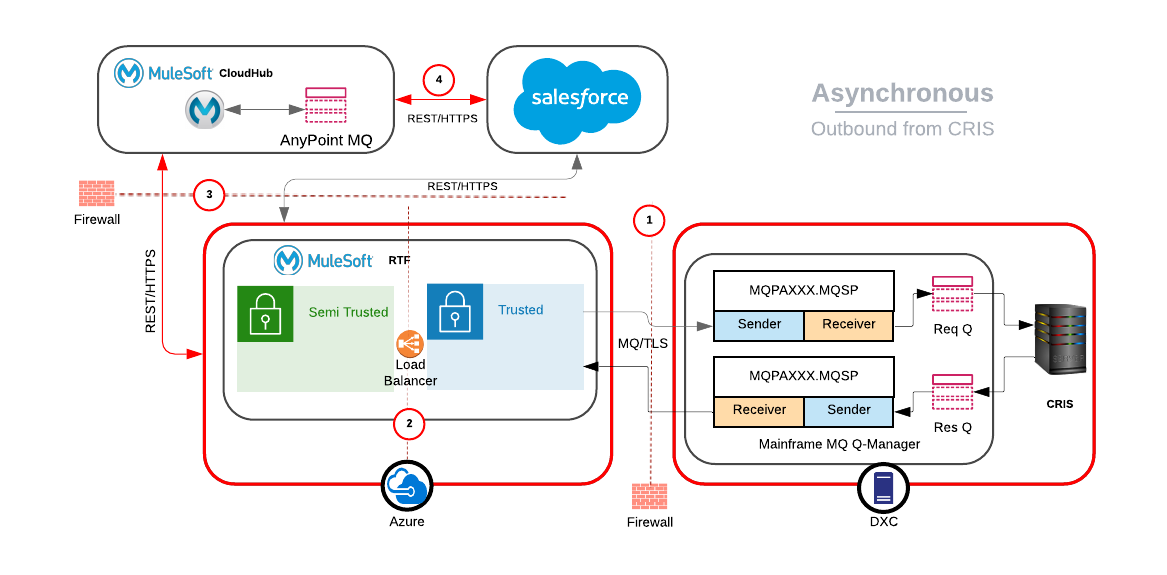 MuleSoft CloudHub
AnyPoint MQ
4
REST/HTTPS
salesforce
Asynchronous
Outbound from CRIS
REST/HTTPS
3
Firewall
REST/HTTPS
1
MuleSoft RTF
Semi Trusted
Trusted
Load
Balancer
2
Azure
MQ/TLS
Firewall
MQPAXXX.MQSP
Sender
Receiver
Req Q
MQPAXXX.MQSP
Receiver
Sender
Res Q
CRIS
Mainframe MQ Q-Manager
DXC